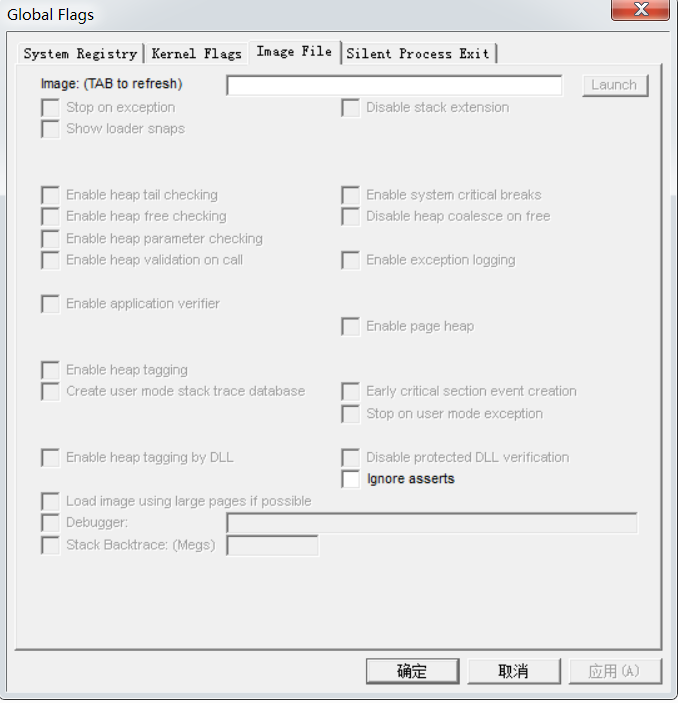 Global Flags
System Registry Kernel Flags Image File Silent Process Exit
Image: (TAB to refresh) Launch
Stop on exception Disable stack extension
Show loader snaps
Enable heap tail checking Enable system critical breaks
Enable heap free checking Disable heap coalesce on free
Enable heap parameter checking
Enable heap validation on call Enable exception logging
Enable application verifier
Enable page heap
Enable heap tagging
Create user mode stack trace database Early critical section event creation
Stop on user mode exception
Enable heap tagging by DLL Disable protected DLL verification
Ignore asserts
Load image using large pages if possible
Debugger:
Stack Backtrace: (Megs)
确定 取消 应用(A)